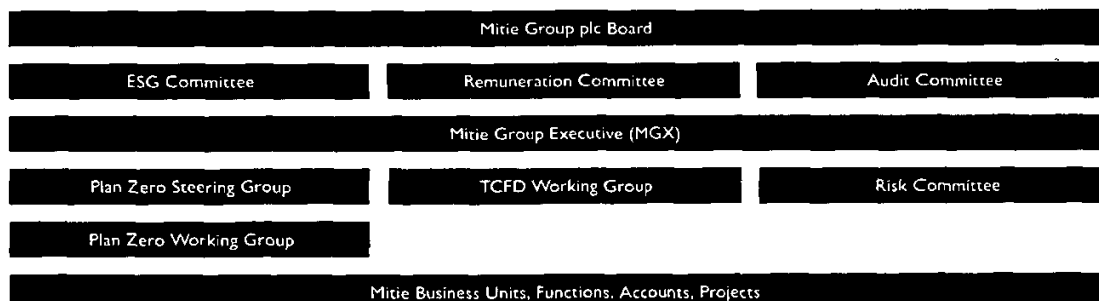 Mitie Group plc Board
ESG Committee
Remuneration Committee
Audit Committee
Mitie Group Executive (MGX)
Plan Zero Steering Group
TCFD Working Group
Risk Committee
Plan Zero Working Group
Mitie Business Units, Functions, Accounts, Projects